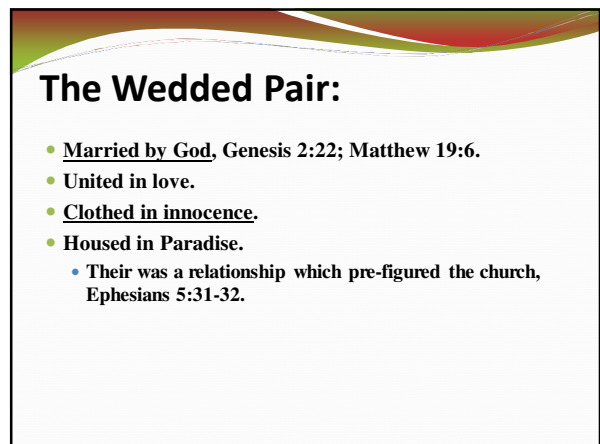 The Wedded Pair:
Married by God, Genesis 2:22; Matthew 19:6.
United in love.
Clothed in innocence.
Housed in Paradise.
Their was a relationship which pre-figured the church,
Ephesians 5:31-32.